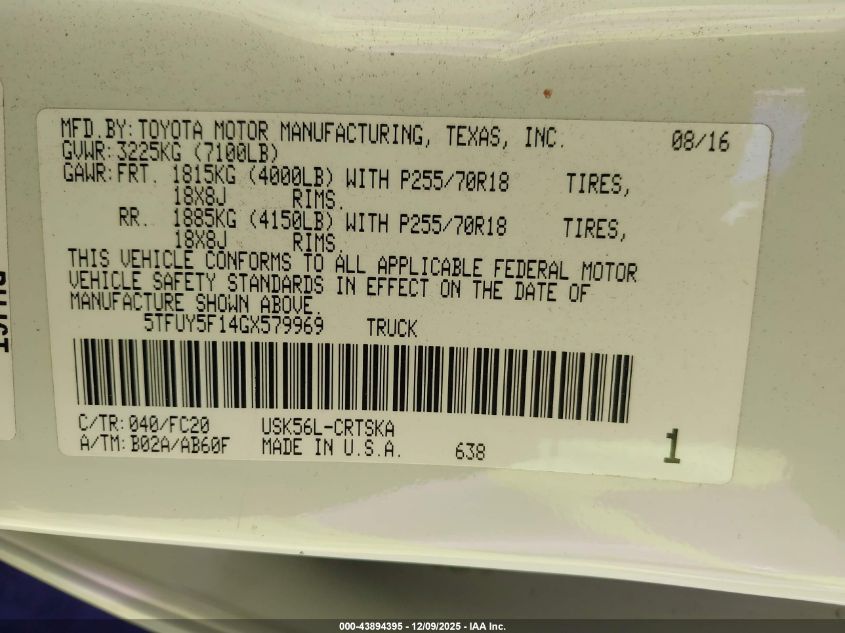 MFD.BY:TOYOTA MOTOR MANUFACTURING, TEXAS, INC. 08/16
GVWR:3225KG (7100LB)
GAWR:FRT. 1815KG (4000LB) WITH P255/70R18 TIRES,
18X8J RIMS.
RR. 1885KG (4150LB) WITH P255/70R18 TIRES,
18X8J RIMS.
THIS VEHICLE CONFORMS TO ALL APPLICABLE FEDERAL MOTOR
VEHICLE SAFETY STANDARDS IN EFFECT ON THE DATE OF
MANUFACTURE SHOWN ABOVE.
5TFUY5F14GX579969 TRUCK
C/TR:040/FC20 USK56L-CRTSKA
A/TM:B02A/AB60F MADE IN U.S.A. 638 1
000-43894395 - 12/09/2025 - IAA Inc.